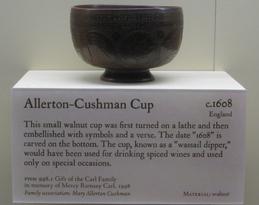 Allerton-Cushman Cup
c.1608
England
This small walnut cup was first turned on a lathe and then
embellished with symbols and a verse. The date "1608" is
carved on the bottom. The cup, known as a "wassail dipper,"
would have been used for drinking spiced wines and used
only on special occasions.
Gift of the Carl Family
in memory of Mercy Ramsey Carl, 1998
Family association: Mary Allerton Cushman
Material: walnut